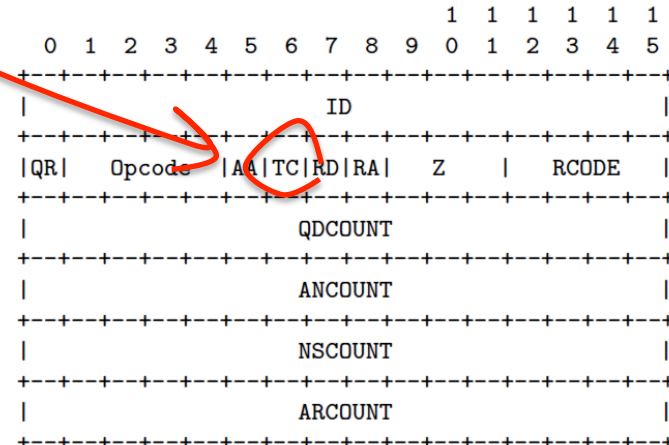 1 1 1 1 1 1
0 1 2 3 4 5 6 7 8 9 0 1 2 3 4 5
+--+--+--+--+--+--+--+--+--+--+--+--+--+--+--+--+
| ID |
+--+--+--+--+--+--+--+--+--+--+--+--+--+--+--+--+
|QR| Opcode |AA|TC|RD|RA| Z | RCODE |
+--+--+--+--+--+--+--+--+--+--+--+--+--+--+--+--+
| QDCOUNT |
+--+--+--+--+--+--+--+--+--+--+--+--+--+--+--+--+
| ANCOUNT |
+--+--+--+--+--+--+--+--+--+--+--+--+--+--+--+--+
| NSCOUNT |
+--+--+--+--+--+--+--+--+--+--+--+--+--+--+--+--+
| ARCOUNT |
+--+--+--+--+--+--+--+--+--+--+--+--+--+--+--+--+